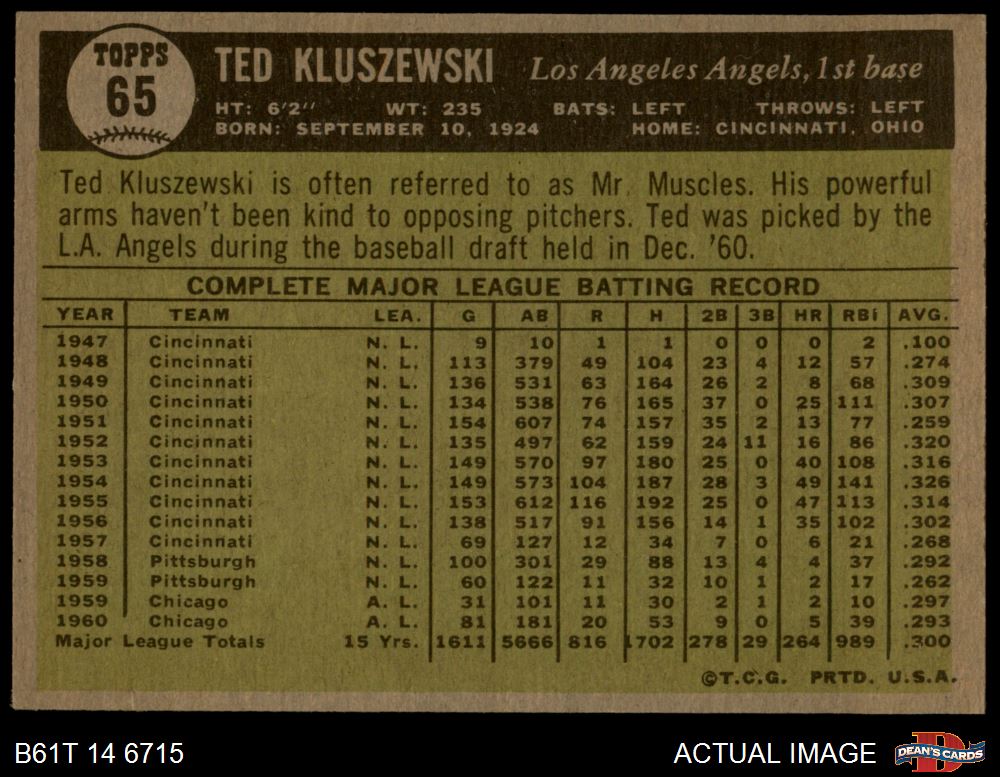 TOPPS
65
TED KLUSZEWSKI Los Angeles Angels, 1st base
HT: 6'2" WT: 235 BATS: LEFT THROWS: LEFT
BORN: SEPTEMBER 10, 1924 HOME: CINCINNATI, OHIO
Ted Kluszewski is often referred to as Mr. Muscles. His powerful
arms haven't been kind to opposing pitchers. Ted was picked by the
L.A. Angels during the baseball draft held in Dec. '60.
COMPLETE MAJOR LEAGUE BATTING RECORD
YEAR TEAM LEA. G AB R H 2B 3B HR RBI AVG.
1947 Cincinnati N. L. 9 10 1 1 0 0 0 2 .100
1948 Cincinnati N. L. 113 379 49 104 23 4 12 57 .274
1949 Cincinnati N. L. 136 531 63 164 26 2 8 68 .309
1950 Cincinnati N. L. 134 538 76 165 37 0 25 111 .307
1951 Cincinnati N. L. 154 607 74 157 35 2 13 77 .259
1952 Cincinnati N. L. 135 497 62 159 24 11 16 86 .320
1953 Cincinnati N. L. 149 570 97 180 25 0 40 108 .316
1954 Cincinnati N. L. 149 573 104 187 28 3 49 141 .326
1955 Cincinnati N. L. 153 612 116 192 25 0 47 113 .314
1956 Cincinnati N. L. 138 517 91 156 14 1 35 102 .302
1957 Cincinnati N. L. 69 127 12 34 7 0 6 21 .268
1958 Pittsburgh N. L. 100 301 29 88 13 4 4 37 .292
1959 Pittsburgh N. L. 60 122 11 32 10 1 2 17 .262
1959 Chicago A. L. 31 101 11 30 2 1 2 10 .297
1960 Chicago A. L. 81 181 20 53 9 0 5 39 .293
Major League Totals 15 Yrs. 1611 5666 816 1702 278 29 264 989 .300
©T.C.G. PRTD. U.S.A.
B61T 14 6715 ACTUAL IMAGE DEAN'S CARDS